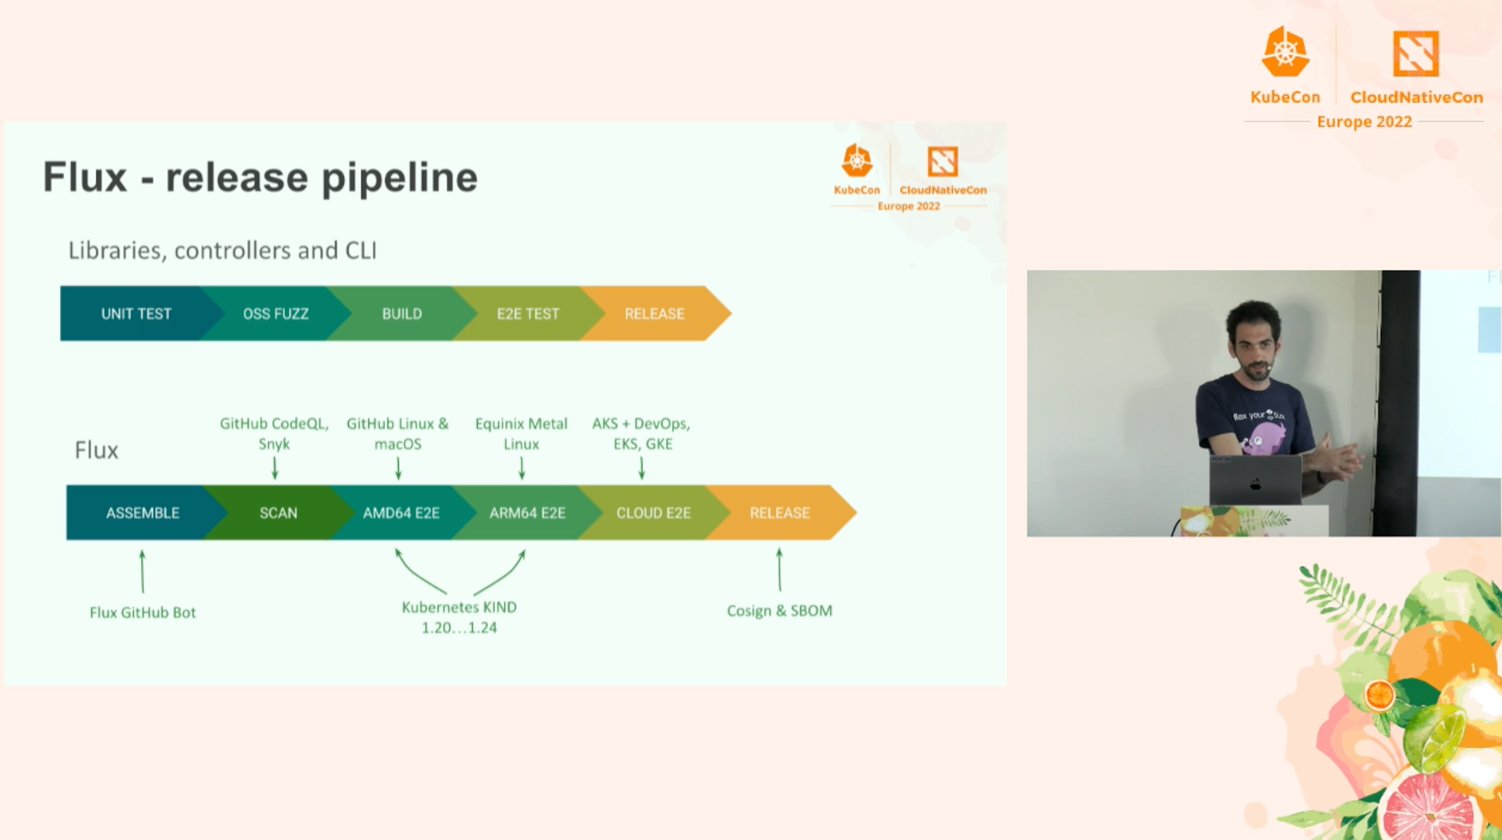 KubeCon
CloudNativeCon
Europe 2022
Flux - release pipeline
KubeCon
CloudNativeCon
Europe 2022
Libraries, controllers and CLI
UNIT TEST
OSS FUZZ
BUILD
E2E TEST
RELEASE
Flux
GitHub CodeQL,
Snyk
GitHub Linux &
macOS
Equinix Metal
Linux
AKS + DevOps,
EKS, GKE
ASSEMBLE
SCAN
AMD64 E2E
ARM64 E2E
CLOUD E2E
RELEASE
Flux GitHub Bot
Kubernetes KIND
1.20...1.24
Cosign & SBOM